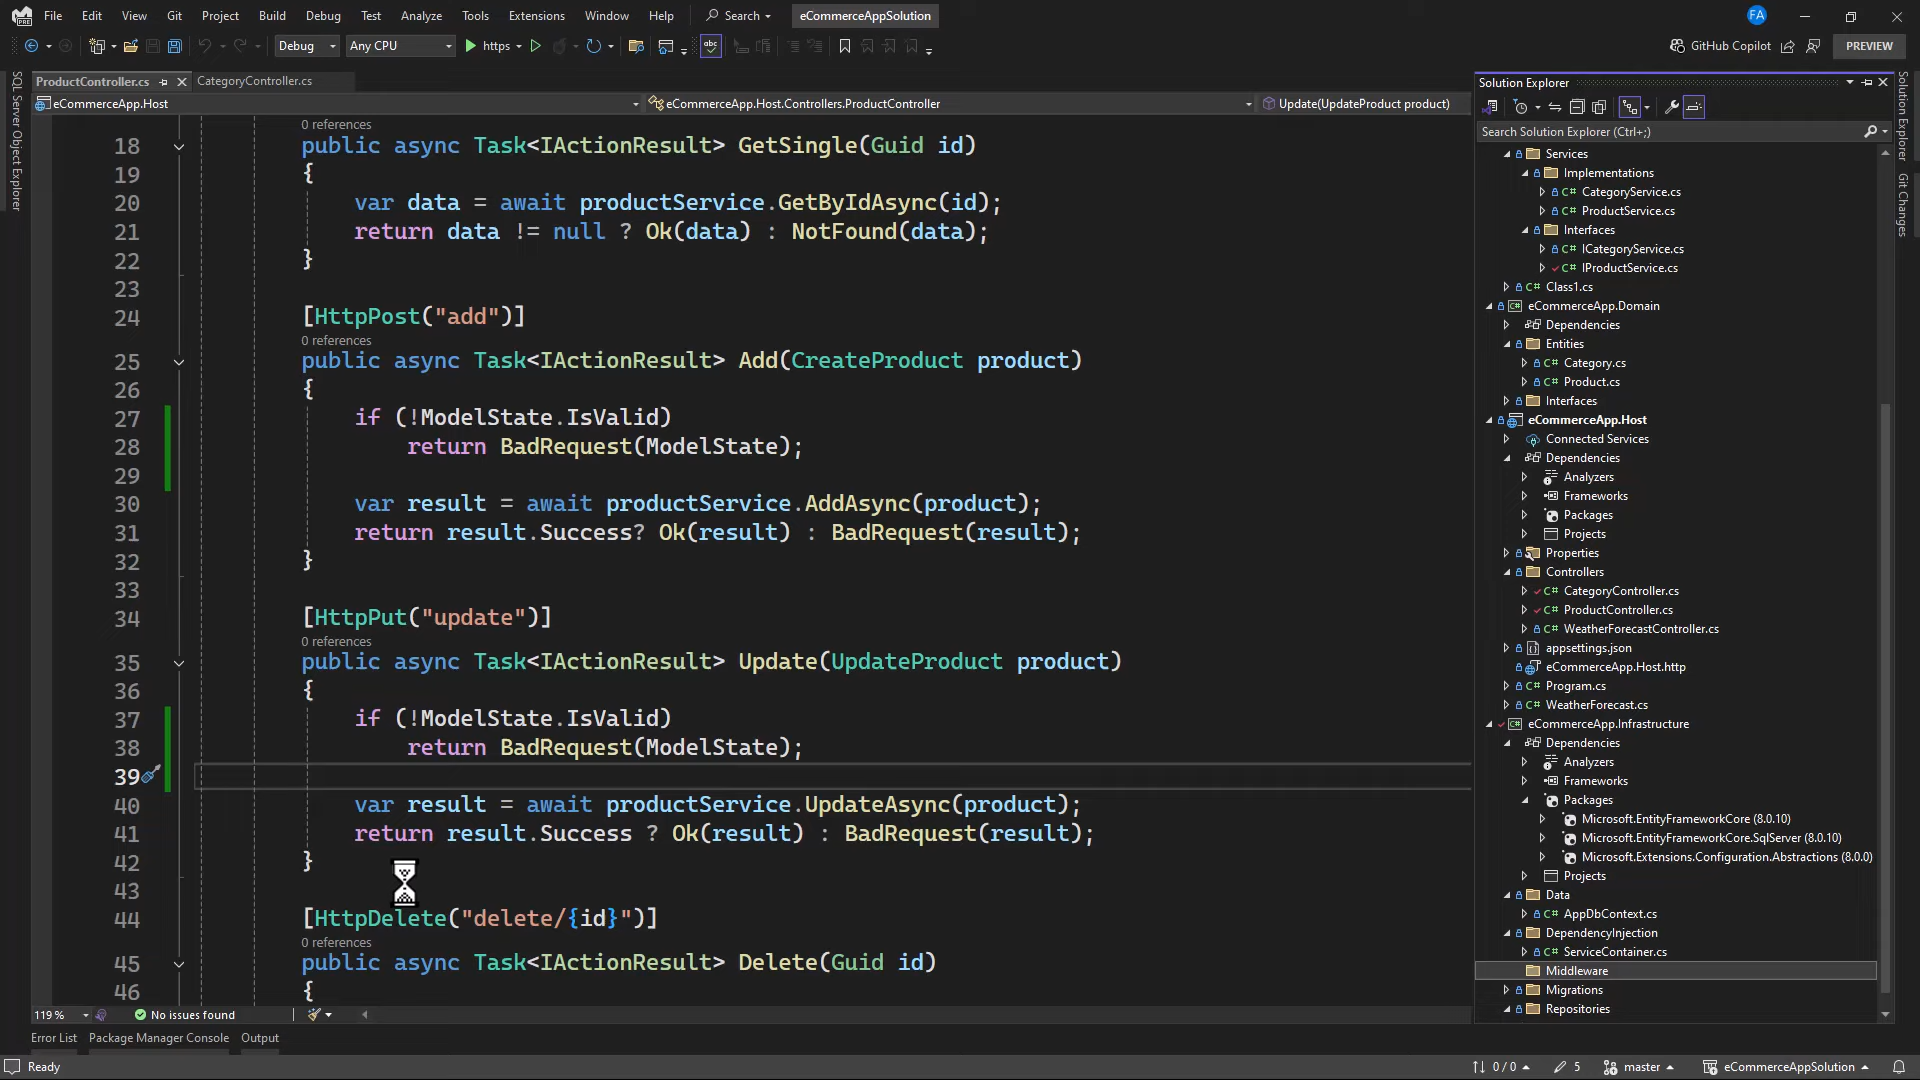 File Edit View Git Project Build Debug Test Analyze Tools Extensions Window Help Search eCommerceAppSolution FA
Debug Any CPU https GitHub Copilot PREVIEW
ProductController.cs CategoryController.cs
eCommerceApp.Host eCommerceApp.Host.Controllers.ProductController Update(UpdateProduct product)
SQL Server Object Explorer
0 references
18 public async Task<IActionResult> GetSingle(Guid id)
19 {
20 var data = await productService.GetByIdAsync(id);
21 return data != null ? Ok(data) : NotFound(data);
22 }
23
24 [HttpPost("add")]
0 references
25 public async Task<IActionResult> Add(CreateProduct product)
26 {
27 if (!ModelState.IsValid)
28 return BadRequest(ModelState);
29
30 var result = await productService.AddAsync(product);
31 return result.Success? Ok(result) : BadRequest(result);
32 }
33
34 [HttpPut("update")]
0 references
35 public async Task<IActionResult> Update(UpdateProduct product)
36 {
37 if (!ModelState.IsValid)
38 return BadRequest(ModelState);
39
40 var result = await productService.UpdateAsync(product);
41 return result.Success ? Ok(result) : BadRequest(result);
42 }
43
44 [HttpDelete("delete/{id}")]
0 references
45 public async Task<IActionResult> Delete(Guid id)
46 {
119 % No issues found
Error List Package Manager Console Output
Solution Explorer
Search Solution Explorer (Ctrl+;)
Services
Implementations
C# CategoryService.cs
C# ProductService.cs
Interfaces
C# ICategoryService.cs
C# IProductService.cs
C# Class1.cs
eCommerceApp.Domain
Dependencies
Entities
C# Category.cs
C# Product.cs
Interfaces
eCommerceApp.Host
Connected Services
Dependencies
Analyzers
Frameworks
Packages
Projects
Properties
Controllers
C# CategoryController.cs
C# ProductController.cs
C# WeatherForecastController.cs
appsettings.json
eCommerceApp.Host.http
C# Program.cs
C# WeatherForecast.cs
eCommerceApp.Infrastructure
Dependencies
Analyzers
Frameworks
Packages
Microsoft.EntityFrameworkCore (8.0.10)
Microsoft.EntityFrameworkCore.SqlServer (8.0.10)
Microsoft.Extensions.Configuration.Abstractions (8.0.0)
Projects
Data
C# AppDbContext.cs
DependencyInjection
C# ServiceContainer.cs
Middleware
Migrations
Repositories
Solution Explorer
Git Changes
Ready 0 / 0 5 master eCommerceAppSolution